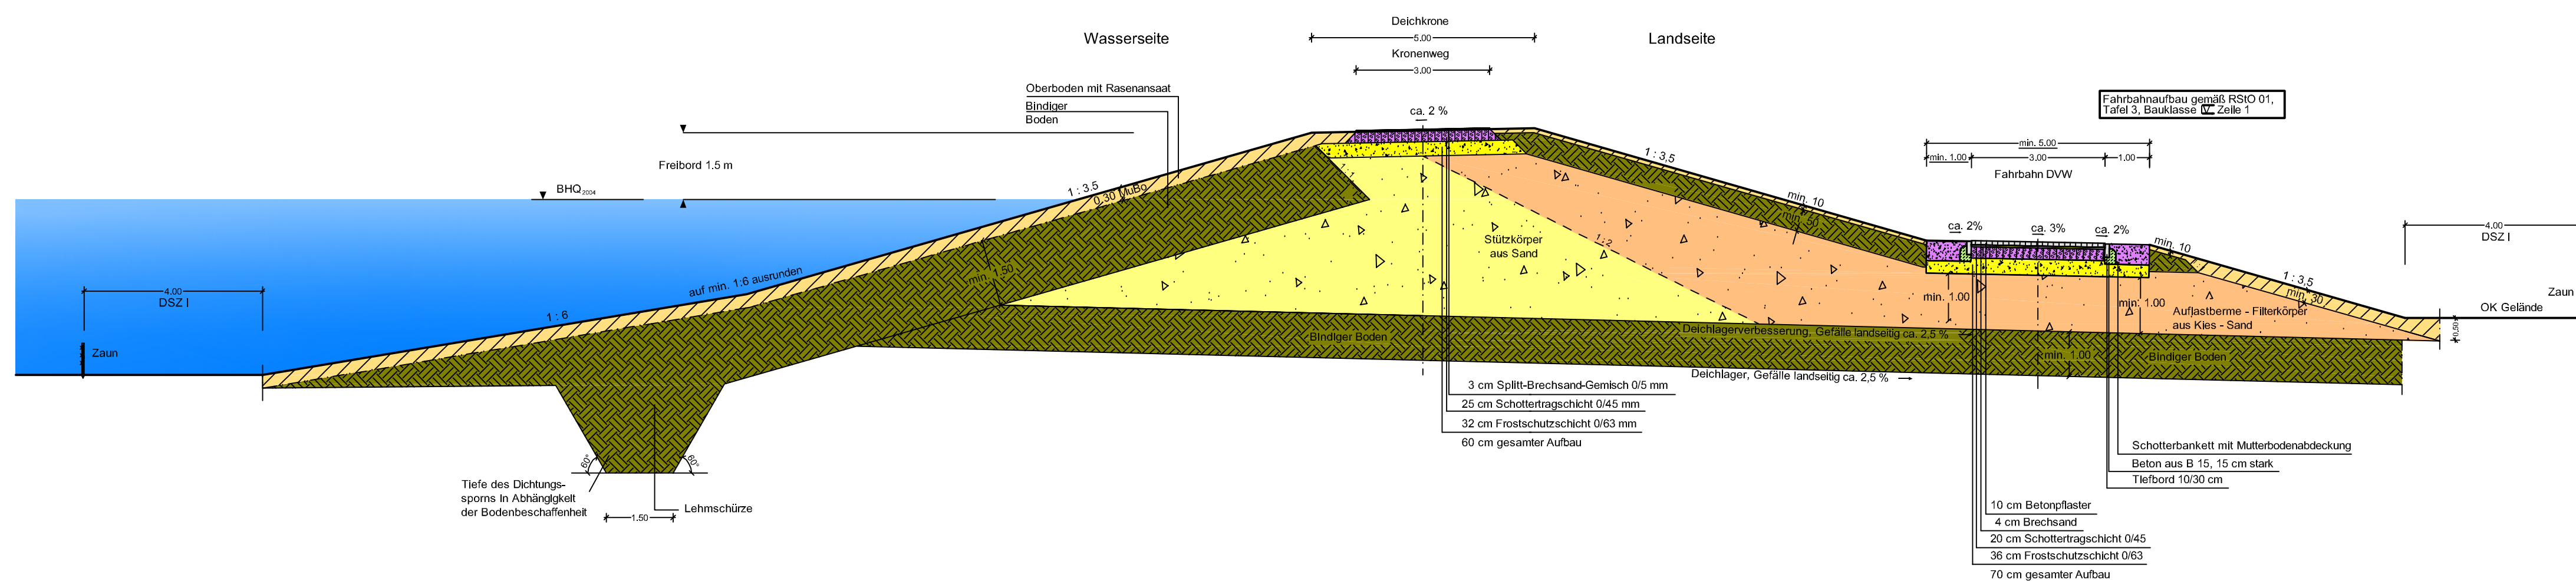 Deichkrone
5.00
Wasserseite
Landseite
Kronenweg
3.00
Oberboden mit Rasenansaat
Bindiger
Boden
ca. 2 %
Fahrbahnaufbau gemäß RStO 01,
Tafel 3, Bauklasse IV, Zeile 1
Freibord 1.5 m
BHQ2004
1 : 3.5
0.30 MuBo
1:1
1 : 3,5
min. 10
min. 50
min. 5.00
min. 1.00
3.00
1.00
Fahrbahn DVW
ca. 2%
ca. 3%
ca. 2%
min. 10
4.00
DSZ I
4.00
DSZ I
Zaun
auf min. 1:6 ausrunden
1 : 6
min. 1.50
Stützkörper
aus Sand
1:2
min. 1.00
min. 1.00
1 : 3,5
min. 30
Zaun
OK Gelände
Auflastberme - Filterkörper
aus Kies - Sand
0,50
Bindiger Boden
Deichlagerverbesserung, Gefälle landseitig ca. 2,5 %
min. 1.00
Bindiger Boden
Deichlager, Gefälle landseitig ca. 2,5 %
3 cm Splitt-Brechsand-Gemisch 0/5 mm
25 cm Schottertragschicht 0/45 mm
32 cm Frostschutzschicht 0/63 mm
60 cm gesamter Aufbau
60°
60°
Tiefe des Dichtungs-
sporns in Abhängigkeit
der Bodenbeschaffenheit
Lehmschürze
1.50
Schotterbankett mit Mutterbodenabdeckung
Beton aus B 15, 15 cm stark
Tiefbord 10/30 cm
10 cm Betonpflaster
4 cm Brechsand
20 cm Schottertragschicht 0/45
36 cm Frostschutzschicht 0/63
70 cm gesamter Aufbau